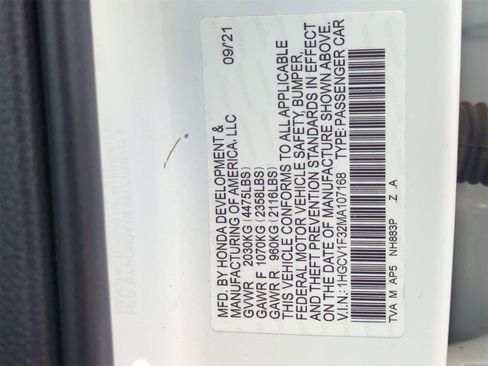 MFD. BY HONDA DEVELOPMENT & 09/21
MANUFACTURING OF AMERICA, LLC
GVWR 2030KG (4475LBS)
GAWR F 1070KG (2358LBS)
GAWR R 960KG (2116LBS)
THIS VEHICLE CONFORMS TO ALL APPLICABLE
FEDERAL MOTOR VEHICLE SAFETY, BUMPER,
AND THEFT PREVENTION STANDARDS IN EFFECT
ON THE DATE OF MANUFACTURE SHOWN ABOVE.
V.I.N.: 1HGCV1F32MA107168 TYPE: PASSENGER CAR
TVA M AP5 NH883P .Z .A